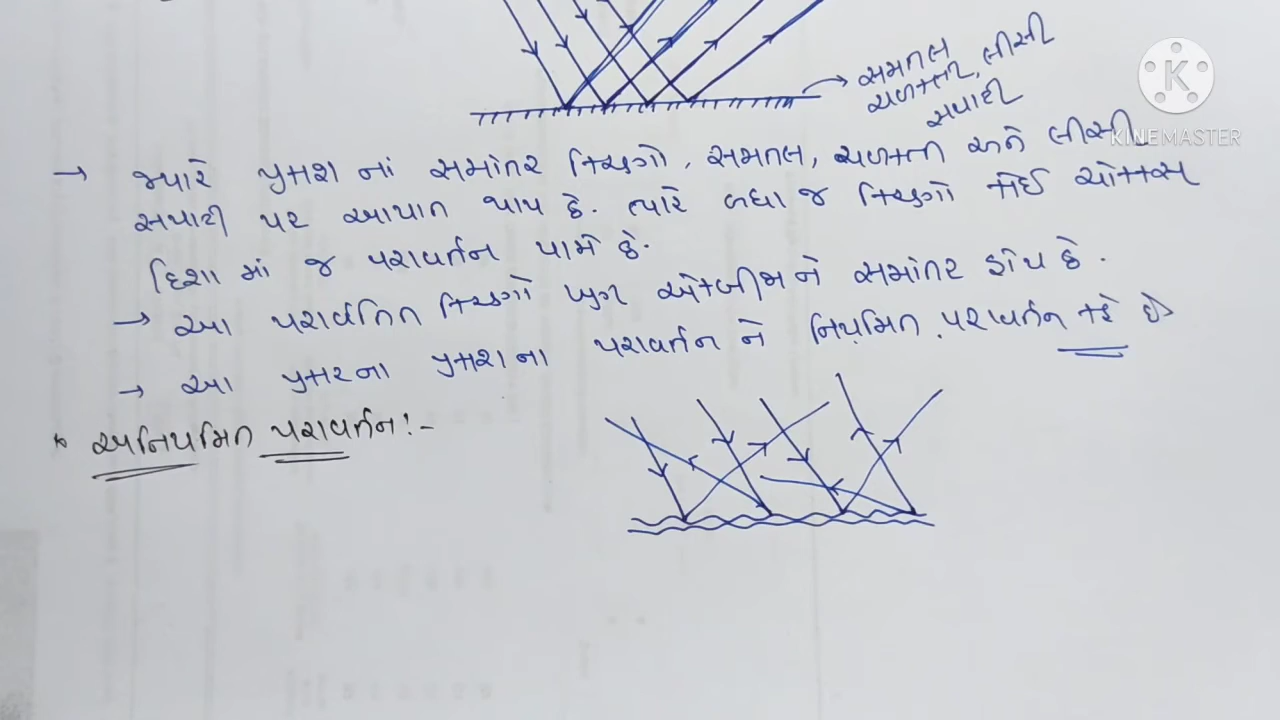 સમતલ
ચળકતી, લીસી
સપાટી
KINEMASTER
→ જ્યારે પ્રકાશ નાં સમાંતર કિરણો, સમતલ, ચળકતી અને લીસી
સપાટી પર આપાત થાય છે. ત્યારે બધા જ કિરણો કોઈ ચોક્કસ
દિશા માં જ પરાવર્તન પામે છે.
→ આ પરાવર્તિત કિરણો પણ એકબીજાને સમાંતર હોય છે.
→ આ પ્રકારના પ્રકાશના પરાવર્તન ને નિયમિત પરાવર્તન કહે છે
* અનિયમિત પરાવર્તન:-